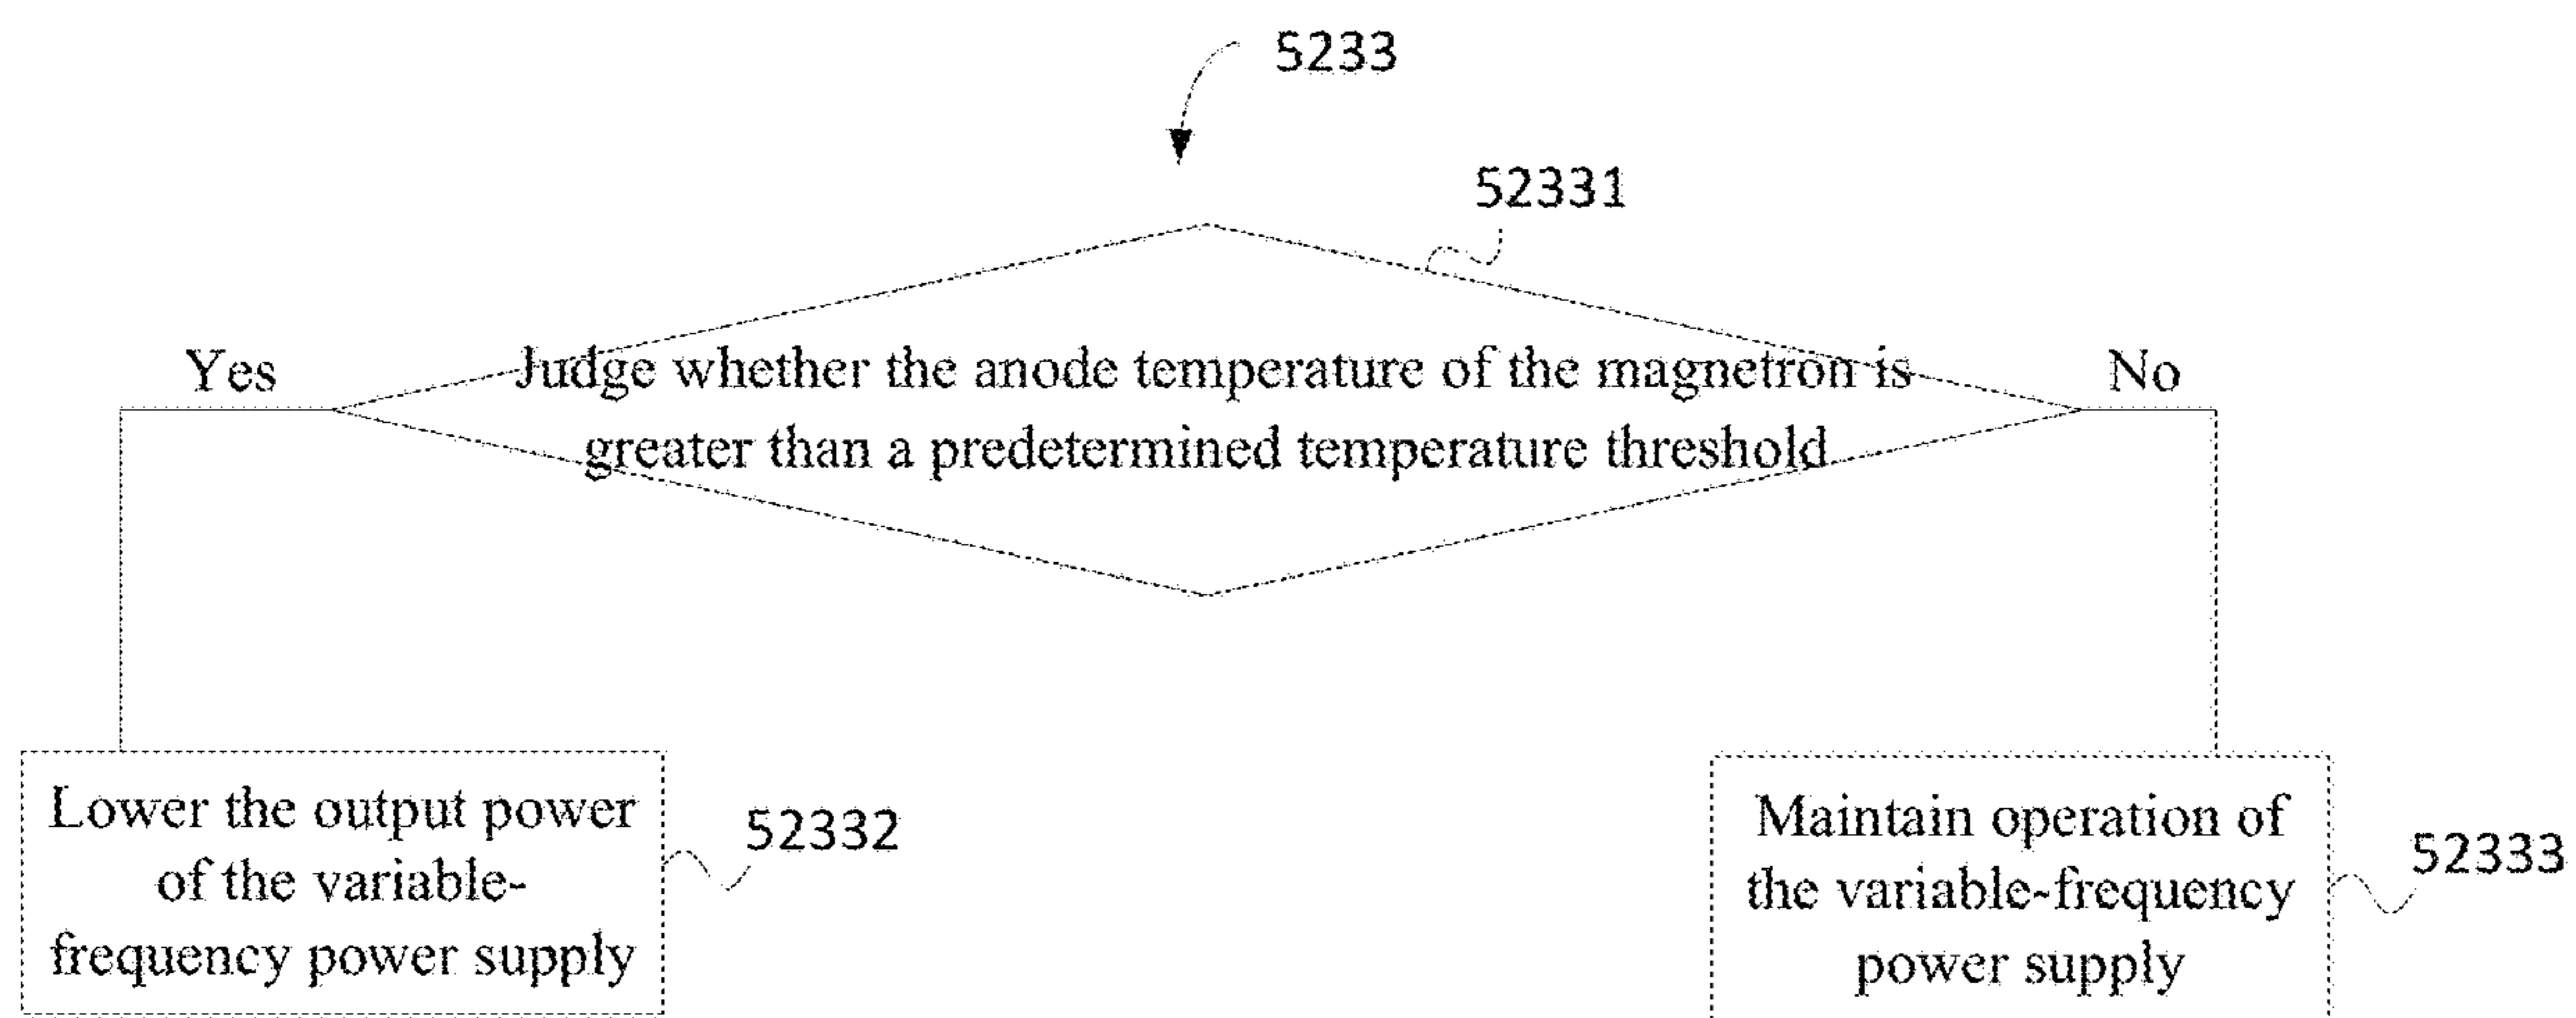 5233
52331
Yes
Judge whether the anode temperature of the magnetron is
greater than a predetermined temperature threshold
No
Lower the output power
of the variable-
frequency power supply
52332
Maintain operation of
the variable-frequency
power supply
52333